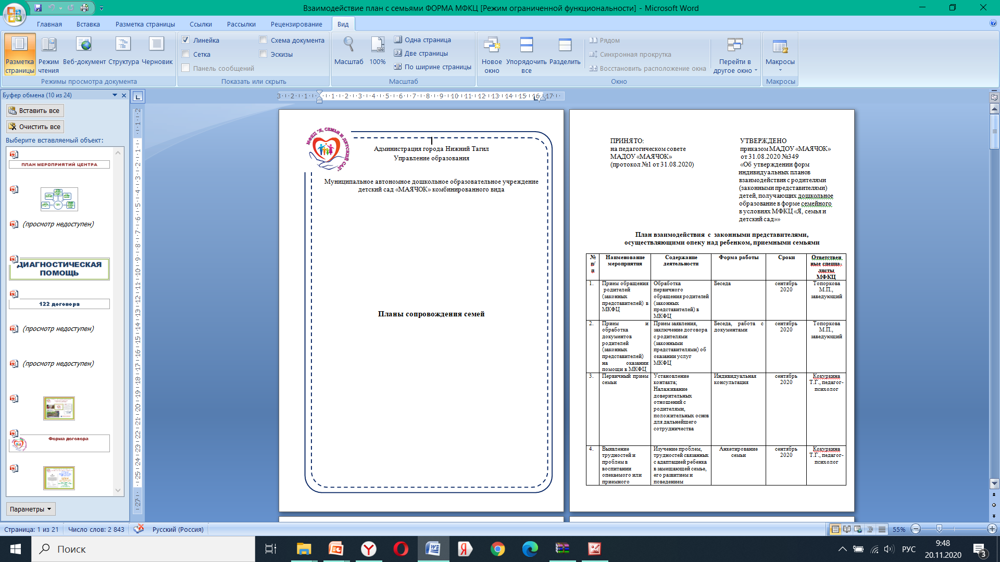 Взаимодействие план с семьями ФОРМА МФКЦ [Режим ограниченной функциональности] - Microsoft Word
Главная
Вставка
Разметка страницы
Ссылки
Рассылки
Рецензирование
Вид
Разметка
страницы
Режим
чтения
Веб-документ
Структура
Черновик
Режимы просмотра документа
Линейка
Сетка
Панель сообщений
Схема документа
Эскизы
Показать или скрыть
Масштаб
100%
Одна страница
Две страницы
По ширине страницы
Масштаб
Новое
окно
Упорядочить
все
Разделить
Рядом
Синхронная прокрутка
Восстановить расположение окна
Перейти в
другое окно
Окно
Макросы
Макросы
Буфер обмена (10 из 24)
Вставить все
Очистить все
Выберите вставляемый объект:
ПЛАН МЕРОПРИЯТИЙ ЦЕНТРА
(просмотр недоступен)
ДИАГНОСТИЧЕСКАЯ
ПОМОЩЬ
122 договора
(просмотр недоступен)
(просмотр недоступен)
Форма договора
Параметры
МФКЦ "Я, СЕМЬЯ И ДЕТСКИЙ САД"
Администрация города Нижний Тагил
Управление образования
Муниципальное автономное дошкольное образовательное учреждение
детский сад «МАЯЧОК» комбинированного вида
Планы сопровождения семей
ПРИНЯТО:
на педагогическом совете
МАДОУ «МАЯЧОК»
(протокол №1 от 31.08.2020)
УТВЕРЖДЕНО
приказом МАДОУ «МАЯЧОК»
от 31.08.2020 №349
«Об утверждении форм
индивидуальных планов
взаимодействия с родителями
(законными представителями)
детей, получающих дошкольное
образование в форме семейного
в условиях МФКЦ «Я, семья и
детский сад»»
План взаимодействия с законными представителями,
осуществляющими опеку над ребенком, приемными семьями
№
п/
п
Наименование
мероприятия
Содержание
деятельности
Форма работы
Сроки
Ответствен
ные специа-
листы
МФКЦ
1.
Прием обращения
родителей
(законных
представителей) в
МКФЦ
Обработка
первичного
обращения родителей
(законных
представителей) в
МКФЦ
Беседа
сентябрь
2020
Топоркова
М.П.,
заведующий
2.
Прием и
обработка
документов
родителей
(законных
представителей)
на оказании
помощи в МКФЦ
Прием заявления,
заключение договора
с родителями
(законными
представителями) об
оказании услуг
МКФЦ
Беседа, работа с
документами
сентябрь
2020
Топоркова
М.П.,
заведующий
3.
Первичный прием
семьи
Установление
контакта;
Налаживание
доверительных
отношений с
родителями,
положительных основ
для дальнейшего
сотрудничества
Индивидуальная
консультация
сентябрь
2020
Кокуркина
Т.Г., педагог-
психолог
4.
Выявление
трудностей и
проблем в
воспитании
опекаемого или
приемного
Изучение проблем,
трудностей связанных
с адаптацией ребенка
в замещающей семье,
его развитием и
поведением
Анкетирование
семьи
сентябрь
2020
Кокуркина
Т.Г., педагог-
психолог
Страница: 1 из 21
Число слов: 2 843
Русский (Россия)
55%
Поиск
РУС
9:48
20.11.2020
3